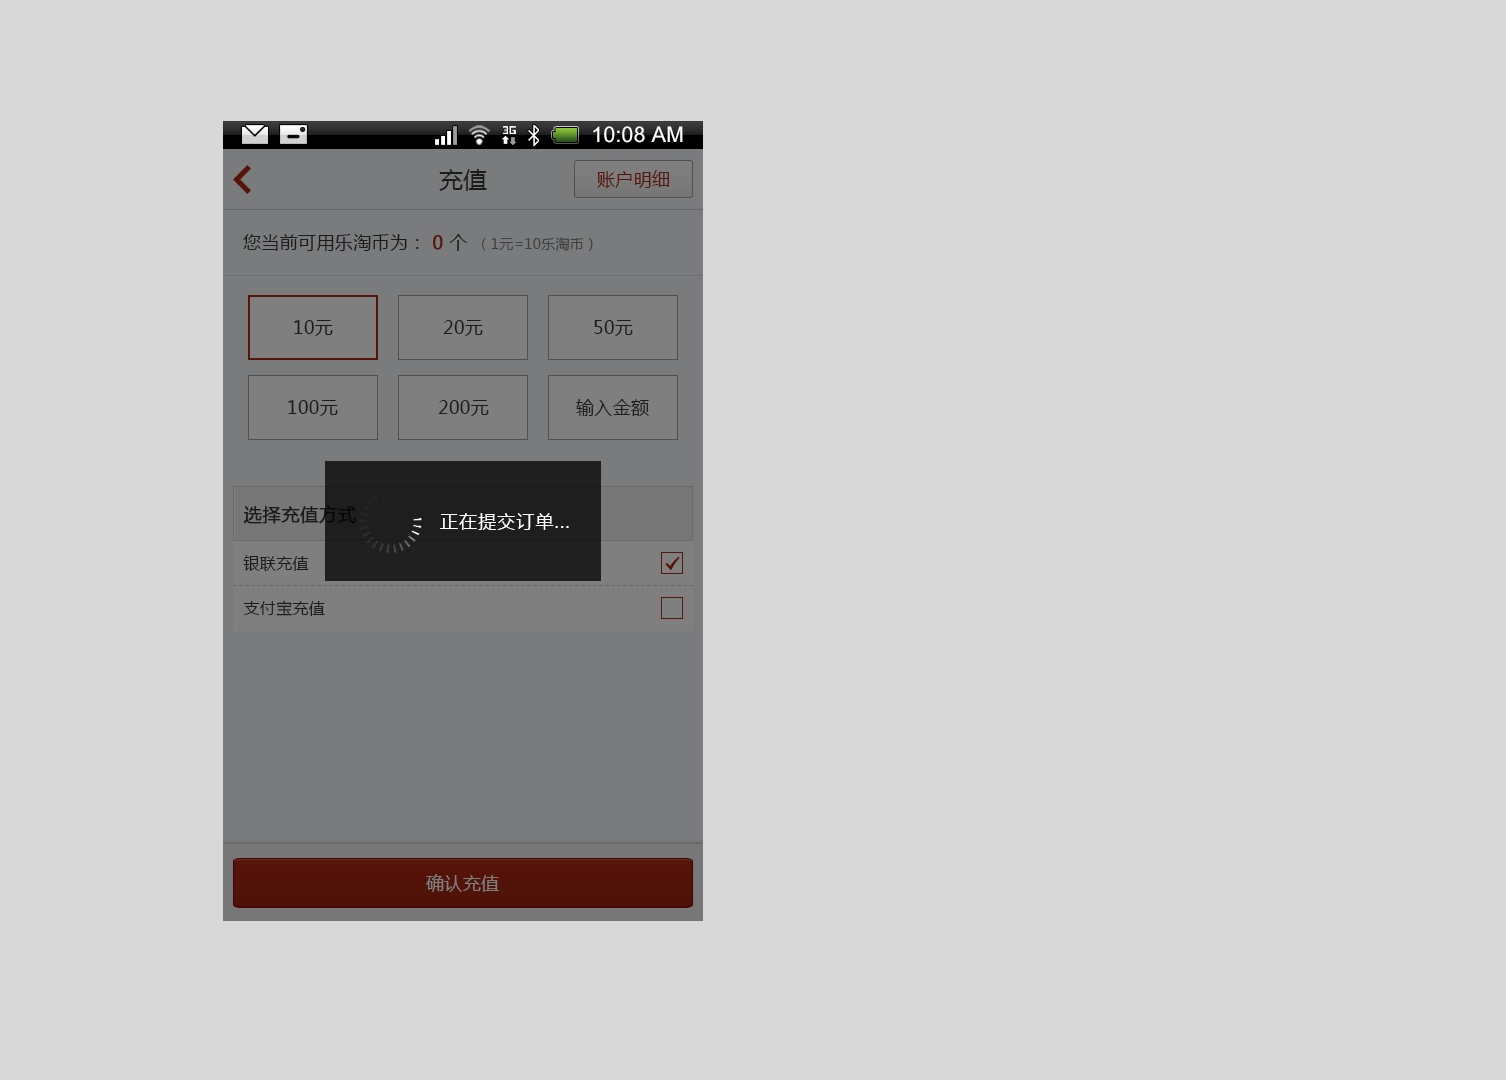 3G 10:08 AM
充值 账户明细
您当前可用乐淘币为： 0 个 （ 1元=10乐淘币 ）
10元 20元 50元
100元 200元 输入金额
选择充值方式
正在提交订单...
银联充值
支付宝充值
确认充值